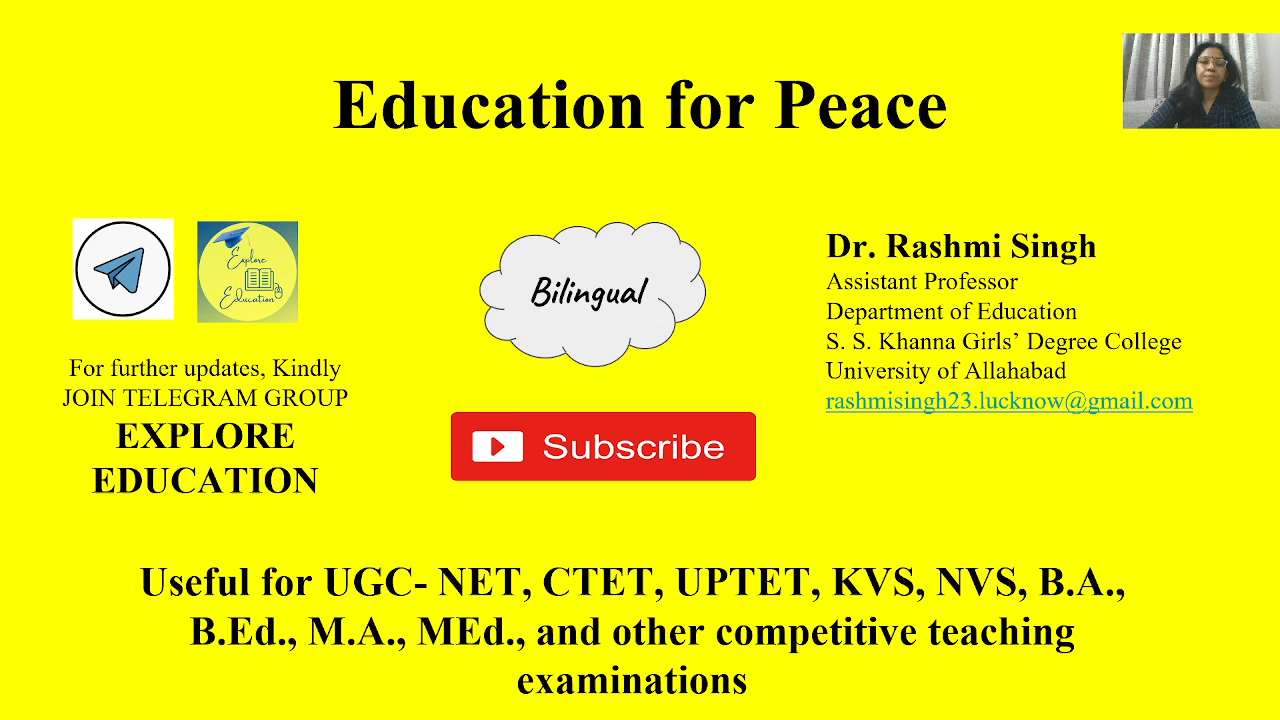 Education for Peace
Explore
Education
For further updates, Kindly
JOIN TELEGRAM GROUP
EXPLORE
EDUCATION
Bilingual
Subscribe
Dr. Rashmi Singh
Assistant Professor
Department of Education
S. S. Khanna Girls’ Degree College
University of Allahabad
rashmisingh23.lucknow@gmail.com
Useful for UGC- NET, CTET, UPTET, KVS, NVS, B.A.,
B.Ed., M.A., MEd., and other competitive teaching
examinations